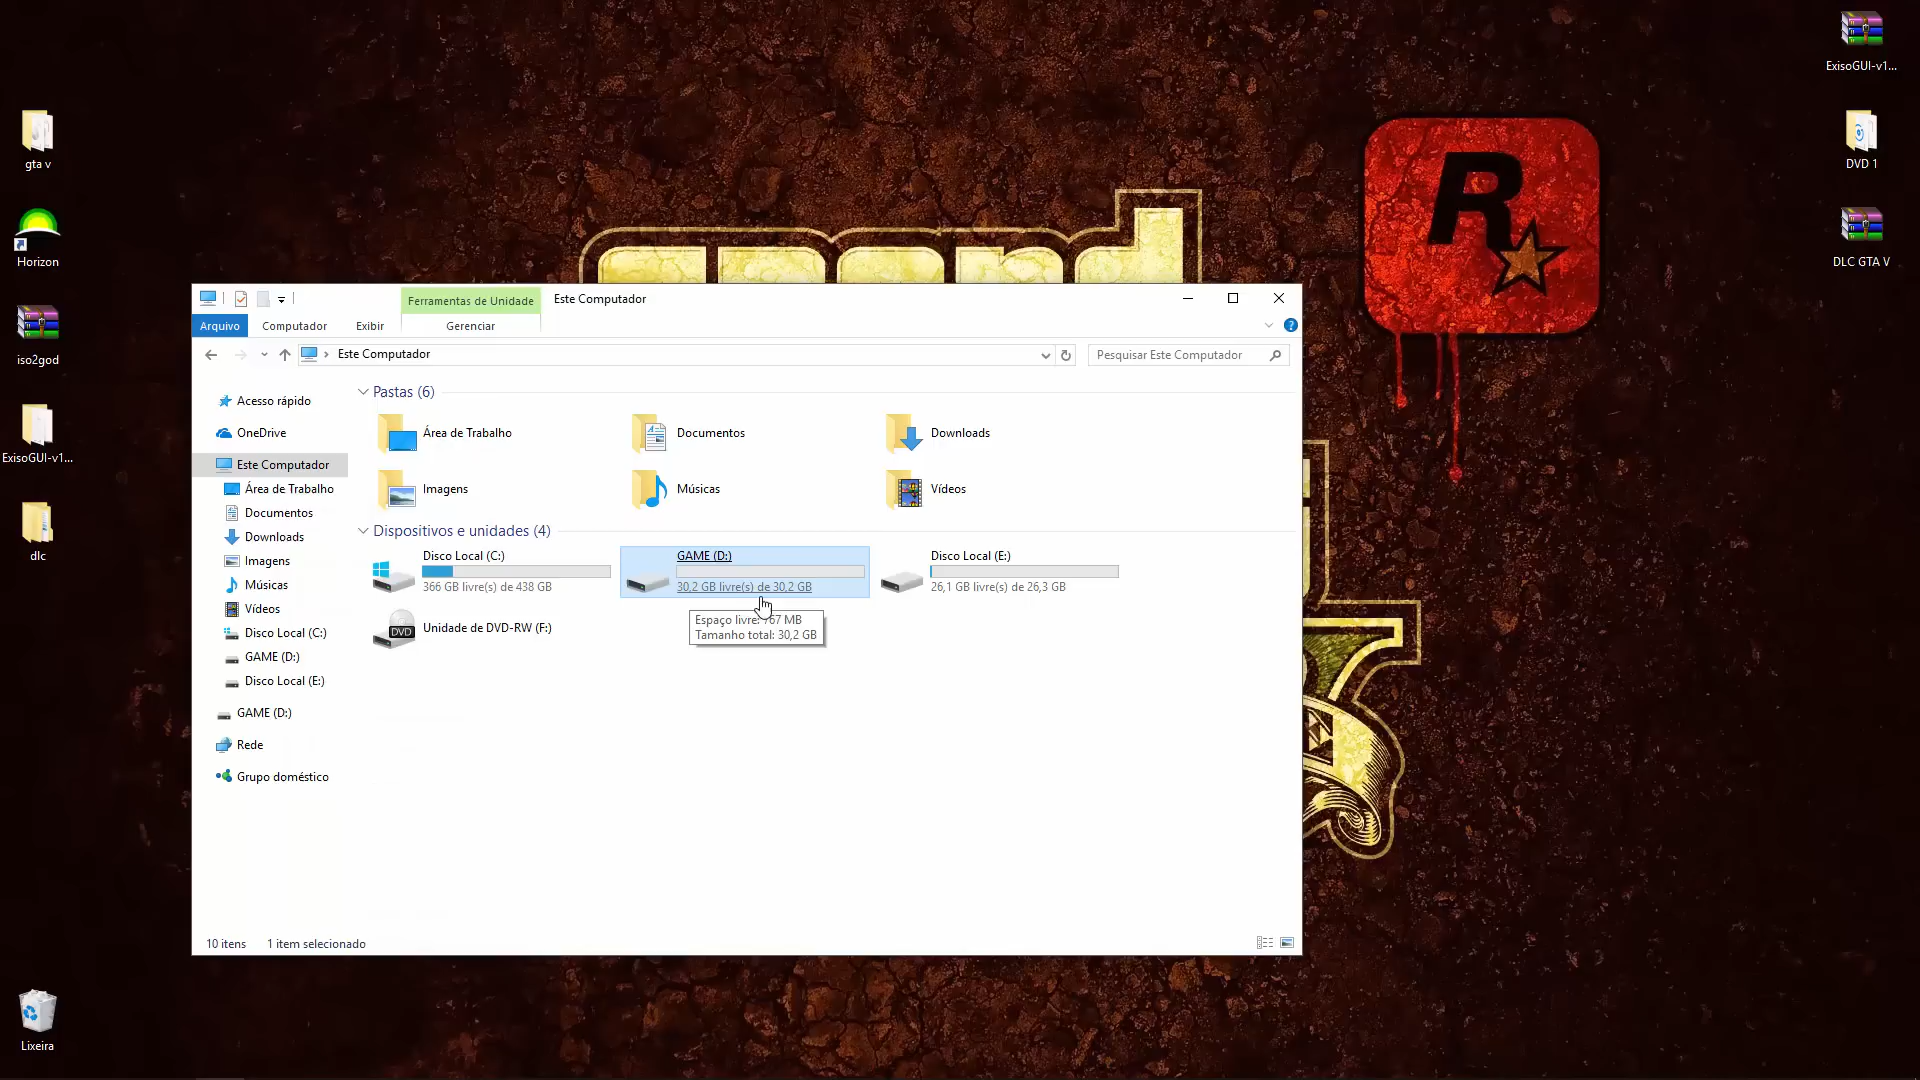 ExisoGUI-v1...
gta v
DVD 1
Horizon
DLC GTA V
iso2god
ExisoGUI-v1...
dlc
Lixeira
R
Ferramentas de Unidade
Este Computador
Arquivo
Computador
Exibir
Gerenciar
Este Computador
Pesquisar Este Computador
Acesso rápido
OneDrive
Este Computador
Área de Trabalho
Documentos
Downloads
Imagens
Músicas
Vídeos
Disco Local (C:)
GAME (D:)
Disco Local (E:)
GAME (D:)
Rede
Grupo doméstico
Pastas (6)
Área de Trabalho
Documentos
Downloads
Imagens
Músicas
Vídeos
Dispositivos e unidades (4)
Disco Local (C:)
366 GB livre(s) de 438 GB
GAME (D:)
30,2 GB livre(s) de 30,2 GB
Disco Local (E:)
26,1 GB livre(s) de 26,3 GB
DVD
Unidade de DVD-RW (F:)
Espaço livre: MB
Tamanho total: 30,2 GB
10 itens
1 item selecionado